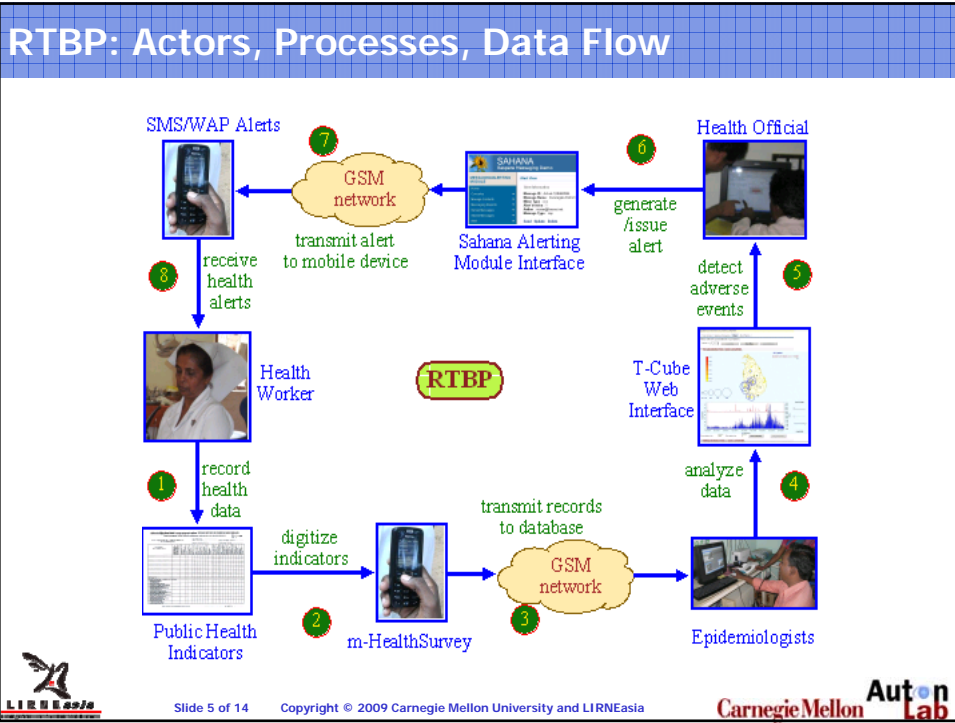 RTBP: Actors, Processes, Data Flow
SMS/WAP Alerts
7
GSM
network
transmit alert
to mobile device
SAHANA
Sahana Alerting
Module Interface
6
generate
/issue
alert
Health Official
8
receive
health
alerts
detect
adverse
events
5
Health
Worker
RTBP
T-Cube
Web
Interface
1
record
health
data
analyze
data
4
transmit records
to database
digitize
indicators
GSM
network
2
3
Public Health
Indicators
m-HealthSurvey
Epidemiologists
LIRNEasia
Slide 5 of 14
Copyright © 2009 Carnegie Mellon University and LIRNEasia
Carnegie Mellon
Auton
Lab